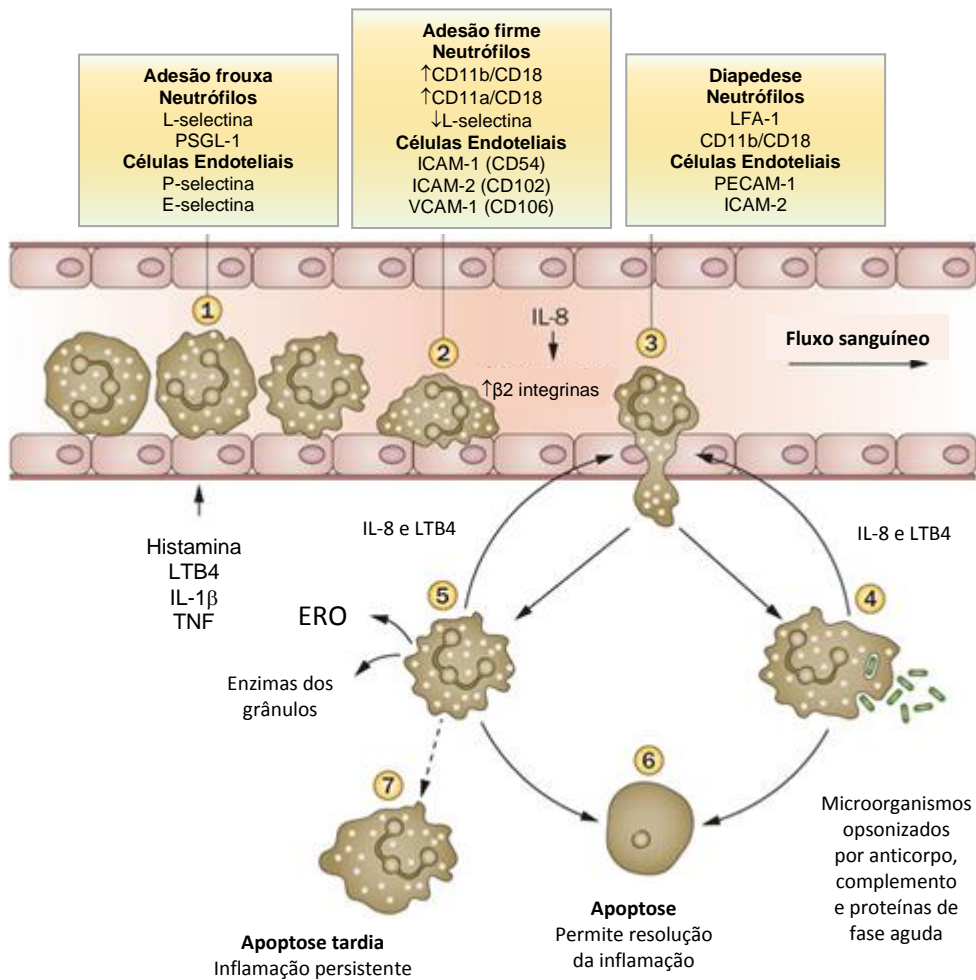 Adesão frouxa
Neutrófilos
L-selectina
PSGL-1
Células Endoteliais
P-selectina
E-selectina
Adesão firme
Neutrófilos
↑CD11b/CD18
↑CD11a/CD18
↓L-selectina
Células Endoteliais
ICAM-1 (CD54)
ICAM-2 (CD102)
VCAM-1 (CD106)
Diapedese
Neutrófilos
LFA-1
CD11b/CD18
Células Endoteliais
PECAM-1
ICAM-2
1
2
IL-8
↑β2 integrinas
3
Fluxo sanguíneo
Histamina
LTB4
IL-1β
TNF
IL-8 e LTB4
IL-8 e LTB4
5
4
ERO
Enzimas dos
grânulos
7
6
Apoptose tardia
Inflamação persistente
Apoptose
Permite resolução
da inflamação
Microorganismos
opsonizados
por anticorpo,
complemento
e proteínas de
fase aguda